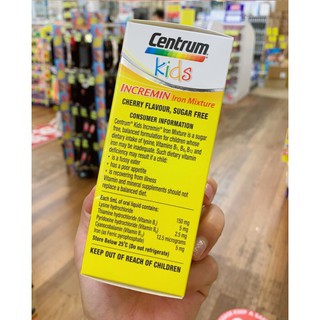 Centrum
Kids
INCREMIN Iron Mixture
CHERRY FLAVOUR, SUGAR FREE
CONSUMER INFORMATION
Centrum® Kids Incremin® Iron Mixture is a sugar
free, balanced formulation for children whose
dietary intake of lysine, Vitamins B₁, B₆, B₁₂ and
iron may be inadequate. Such dietary vitamin
deficiency may result if a child:
• is a fussy eater
• has a poor appetite
• is recovering from illness
Vitamin and mineral supplements should not
replace a balanced diet.
Each 5mL of oral liquid contains:
Lysine hydrochloride 150 mg
Thiamine hydrochloride (Vitamin B₁) 5 mg
Pyridoxine hydrochloride (Vitamin B₆) 2.5 mg
Cyanocobalamin (Vitamin B₁₂) 12.5 micrograms
Iron (as Ferric pyrophosphate) 5 mg
Store Below 25°C (Do not refrigerate)
KEEP OUT OF REACH OF CHILDREN